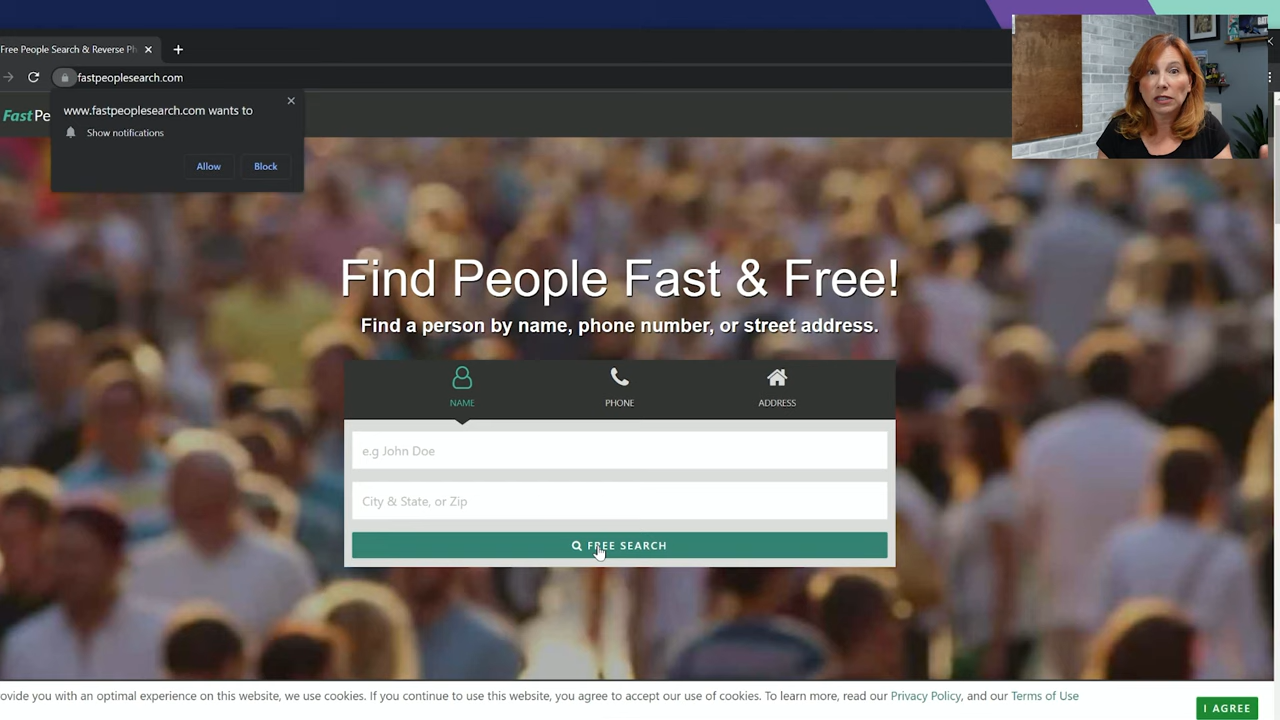 Free People Search & Reverse Ph
fastpeoplesearch.com
www.fastpeoplesearch.com wants to
Show notifications
Allow
Block
Fast
Find People Fast & Free!
Find a person by name, phone number, or street address.
NAME
PHONE
ADDRESS
e.g John Doe
City & State, or Zip
FREE SEARCH
ovide you with an optimal experience on this website, we use cookies. If you continue to use this website, you agree to accept our use of cookies. To learn more, read our Privacy Policy, and our Terms of Use
I AGREE